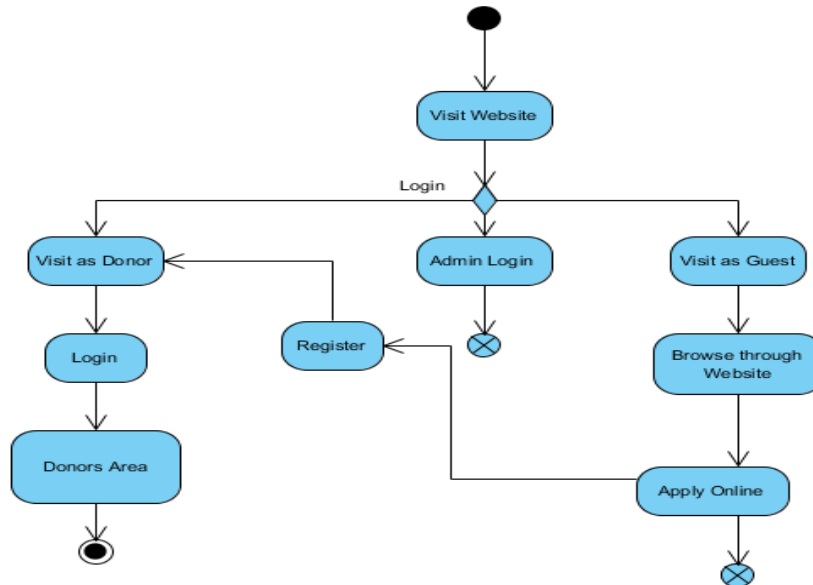 Visit Website
Login
Visit as Donor
Admin Login
Visit as Guest
Register
Login
Browse through
Website
Donors Area
Apply Online